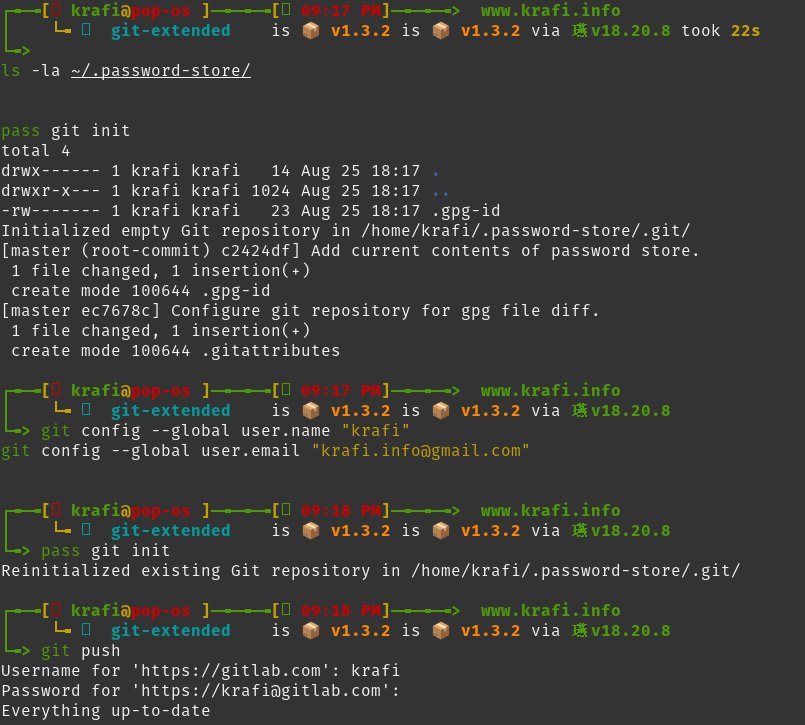 [ krafi@pop-os ]———[ 09:17 PM]————> www.krafi.info
git-extended is 📦 v1.3.2 is 📦 v1.3.2 via v18.20.8 took 22s
ls -la ~/.password-store/
pass git init
total 4
drwx------ 1 krafi krafi 14 Aug 25 18:17 .
drwxr-x--- 1 krafi krafi 1024 Aug 25 18:17 ..
-rw------- 1 krafi krafi 23 Aug 25 18:17 .gpg-id
Initialized empty Git repository in /home/krafi/.password-store/.git/
[master (root-commit) c2424df] Add current contents of password store.
1 file changed, 1 insertion(+)
create mode 100644 .gpg-id
[master ec7678c] Configure git repository for gpg file diff.
1 file changed, 1 insertion(+)
create mode 100644 .gitattributes
[ krafi@pop-os ]———[ 09:17 PM]————> www.krafi.info
git-extended is 📦 v1.3.2 is 📦 v1.3.2 via v18.20.8
git config --global user.name "krafi"
git config --global user.email "krafi.info@gmail.com"
[ krafi@pop-os ]———[ 09:18 PM]————> www.krafi.info
git-extended is 📦 v1.3.2 is 📦 v1.3.2 via v18.20.8
pass git init
Reinitialized existing Git repository in /home/krafi/.password-store/.git/
[ krafi@pop-os ]———[ 09:18 PM]————> www.krafi.info
git-extended is 📦 v1.3.2 is 📦 v1.3.2 via v18.20.8
git push
Username for 'https://gitlab.com': krafi
Password for 'https://krafi@gitlab.com':
Everything up-to-date